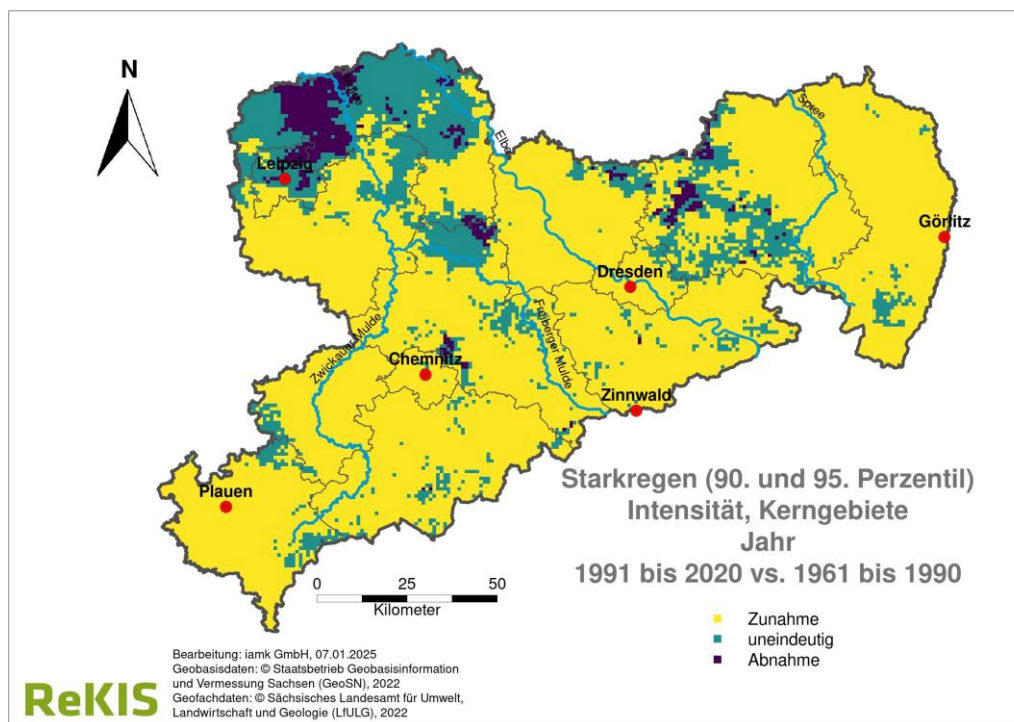 N
Mulde
Elbe
Spree
Leipzig
Görlitz
Dresden
Zwickauer Mulde
Freiberger Mulde
Chemnitz
Zinnwald
Plauen
Starkregen (90. und 95. Perzentil)
Intensität, Kerngebiete
Jahr
1991 bis 2020 vs. 1961 bis 1990
0 25 50
Kilometer
Zunahme
uneindeutig
Abnahme
Bearbeitung: iamk GmbH, 07.01.2025
Geobasisdaten: © Staatsbetrieb Geobasisinformation
und Vermessung Sachsen (GeoSN), 2022
Geofachdaten: © Sächsisches Landesamt für Umwelt,
Landwirtschaft und Geologie (LfULG), 2022
ReKIS